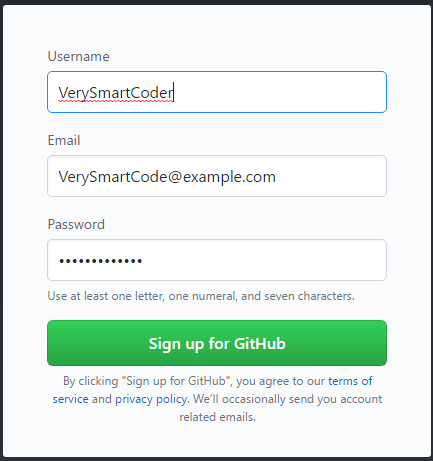 Username
VerySmartCoder
Email
VerySmartCode@example.com
Password
•••••••••••••
Use at least one letter, one numeral, and seven characters.
Sign up for GitHub
By clicking "Sign up for GitHub", you agree to our terms of
service and privacy policy. We'll occasionally send you account
related emails.